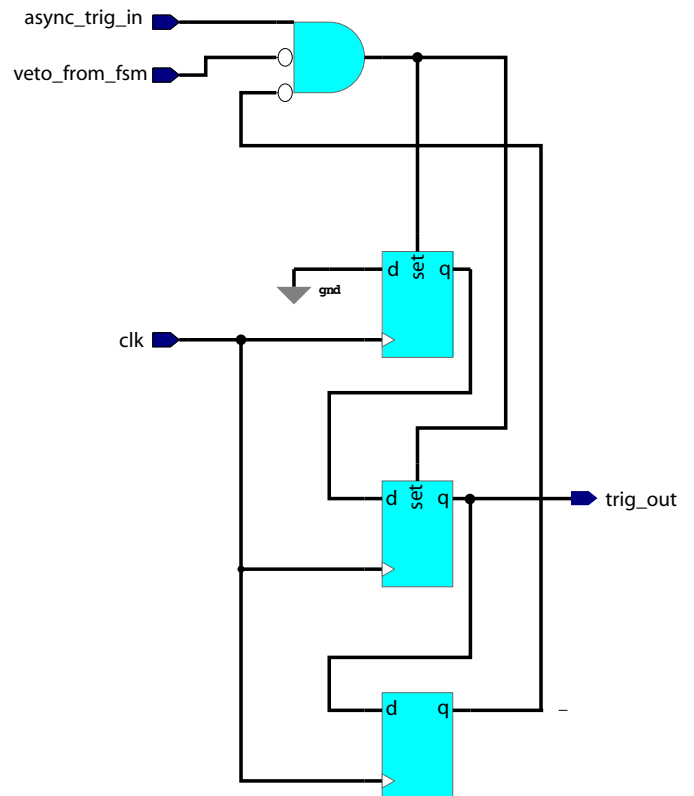 async_trig_in
veto_from_fsm
d set q
gnd
clk
d set q
trig_out
d q